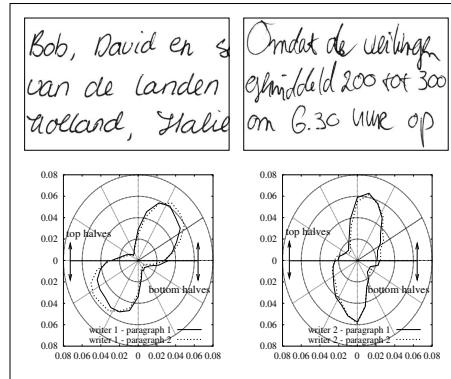 Bob, David en s
van de landen
Holland, Italie
Omdat de veilingen
gemiddeld 200 tot 300
om 6.30 uur op
0.08
0.06
0.04
0.02
0
0.02
0.04
0.06
0.08
top halves
bottom halves
writer 1 - paragraph 1
writer 1 - paragraph 2
0.08 0.06 0.04 0.02 0 0.02 0.04 0.06 0.08
0.08
0.06
0.04
0.02
0
0.02
0.04
0.06
0.08
top halves
bottom halves
writer 2 - paragraph 1
writer 2 - paragraph 2
0.08 0.06 0.04 0.02 0 0.02 0.04 0.06 0.08